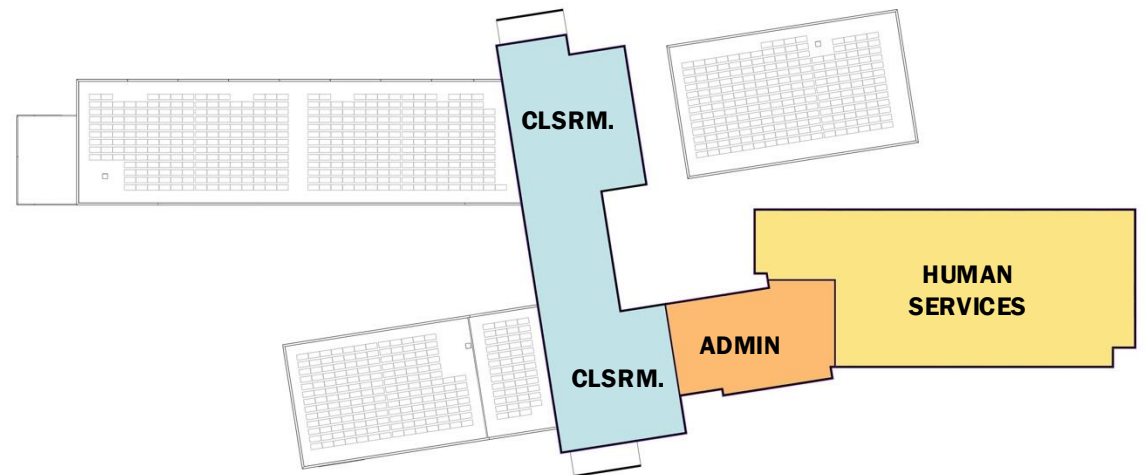 CLSRM.
HUMAN
SERVICES
ADMIN
CLSRM.